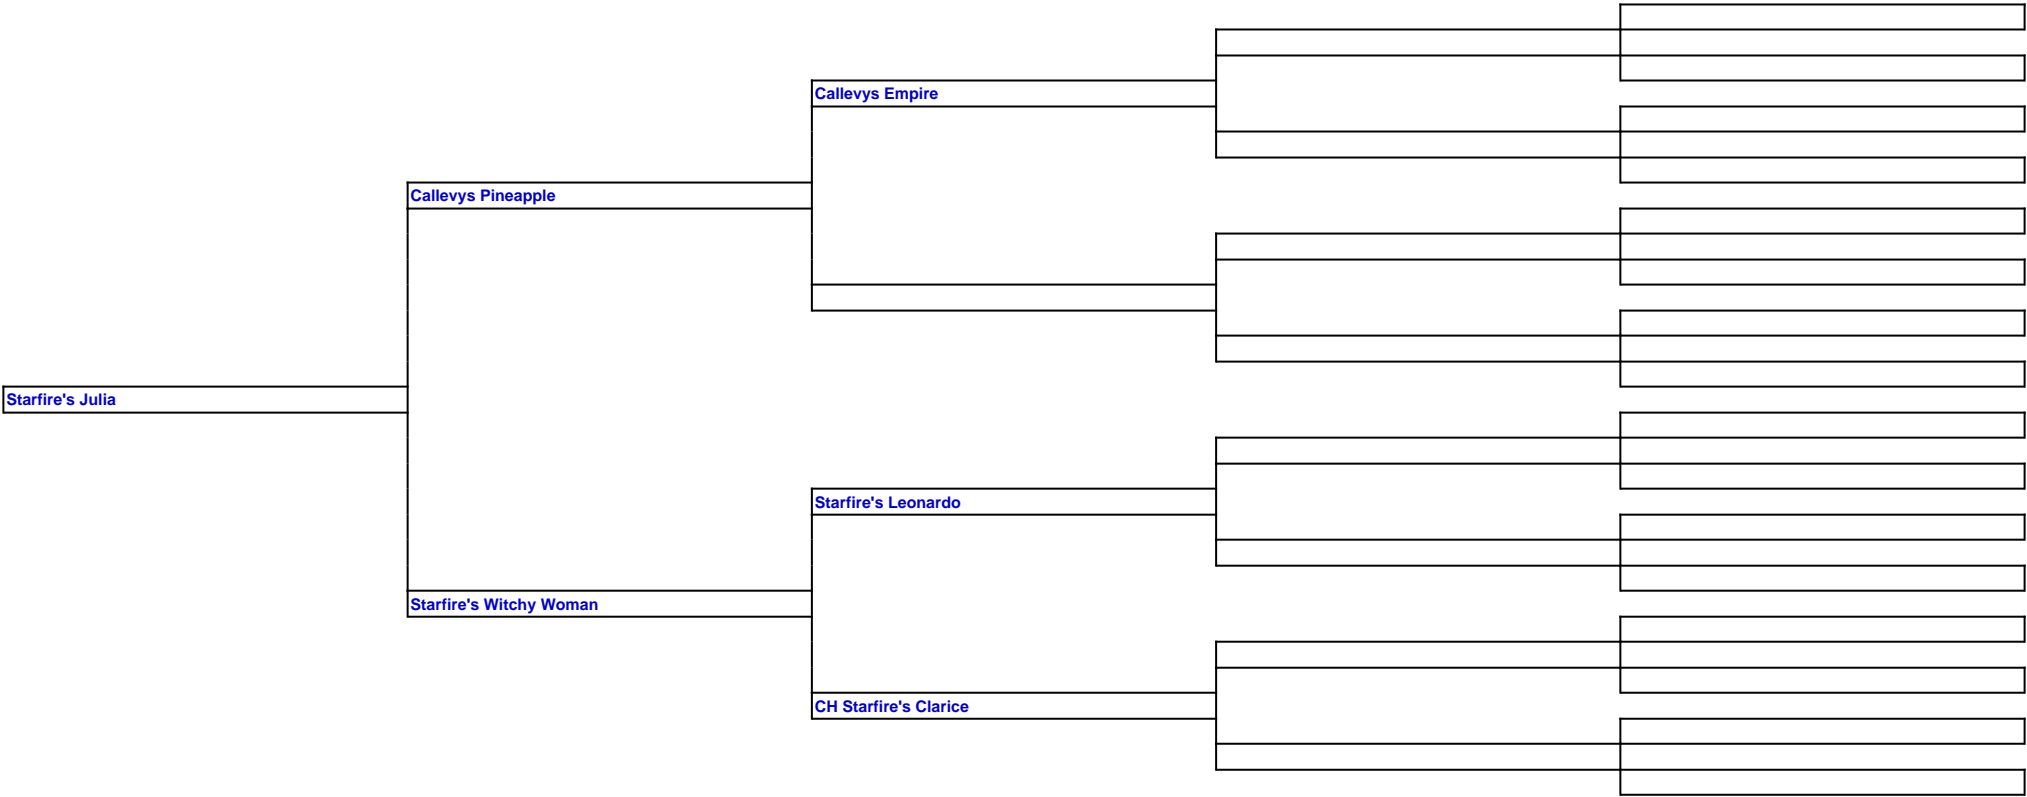 Callevys Empire
Callevys Pineapple
Starfire's Julia
Starfire's Leonardo
Starfire's Witchy Woman
CH Starfire's Clarice